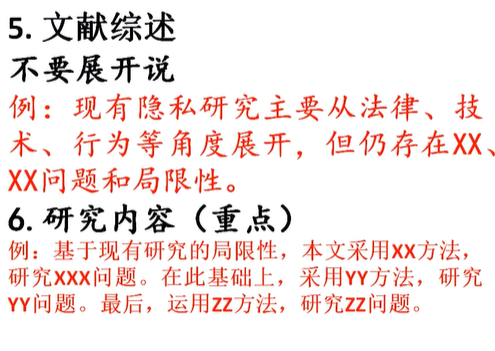 5. 文献综述
不要展开说
例：现有隐私研究主要从法律、技
术、行为等角度展开，但仍存在XX、
XX问题和局限性。
6. 研究内容（重点）
例：基于现有研究的局限性，本文采用XX方法，
研究XXX问题。在此基础上，采用YY方法，研究
YY问题。最后，运用ZZ方法，研究ZZ问题。